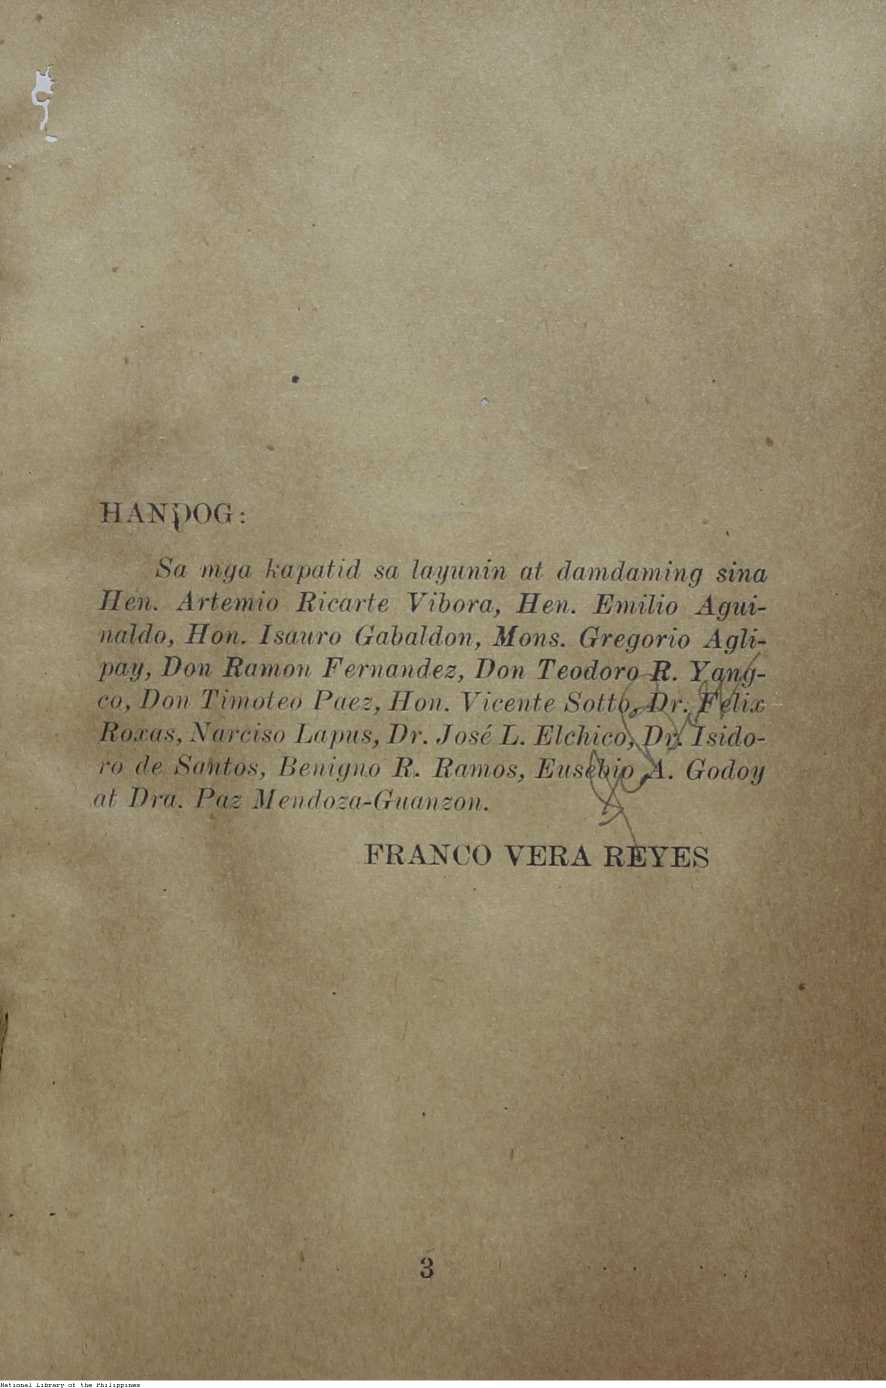 HANDOG:
Sa mga kapatid sa layunin at damdaming sina
Hen. Artemio Ricarte Vibora, Hen. Emilio Agui-
naldo, Hon. Isauro Gabaldon, Mons. Gregorio Agli-
pay, Don Ramon Fernandez, Don Teodoro R. Yang-
co, Don Timoteo Paez, Hon. Vicente Sotto, Dr. Felix
Roxas, Narciso Lapus, Dr. José L. Elchico, Dr. Isido-
ro de Santos, Benigno R. Ramos, Eusebio A. Godoy
at Dra. Paz Mendoza-Guanzon.
FRANCO VERA REYES
3
National Library of the Philippines